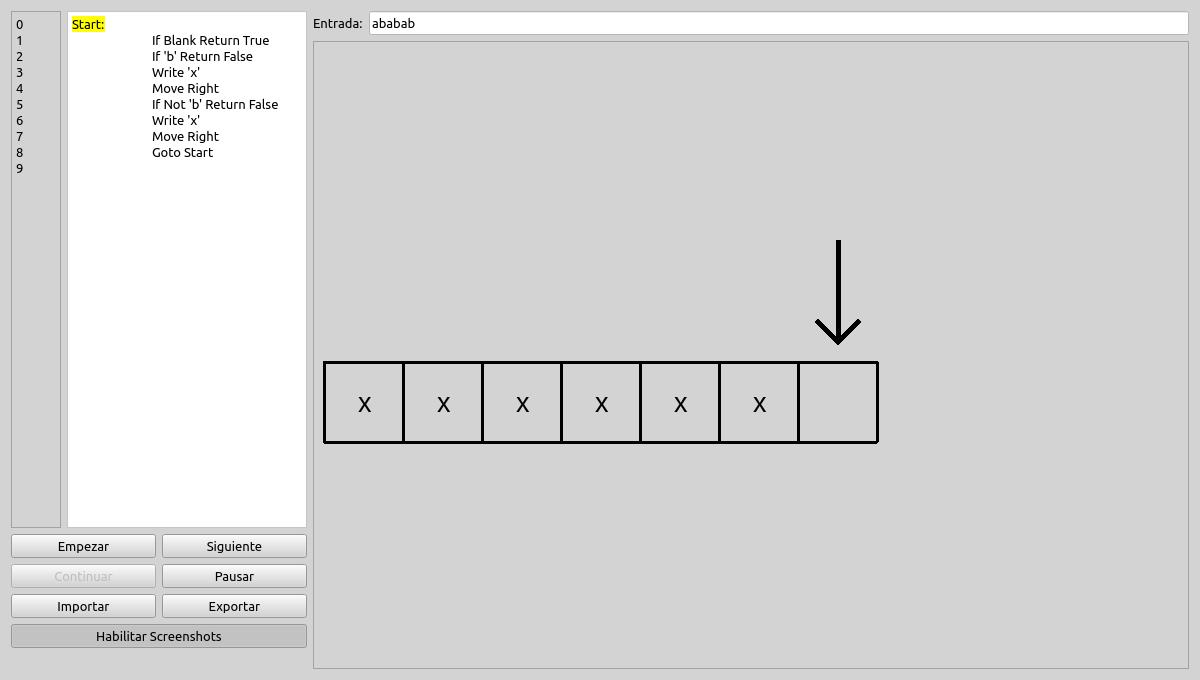 0
1
2
3
4
5
6
7
8
9
Start:
If Blank Return True
If 'b' Return False
Write 'x'
Move Right
If Not 'b' Return False
Write 'x'
Move Right
Goto Start
Entrada: ababab
x x x x x x
Empezar Siguiente
Continuar Pausar
Importar Exportar
Habilitar Screenshots